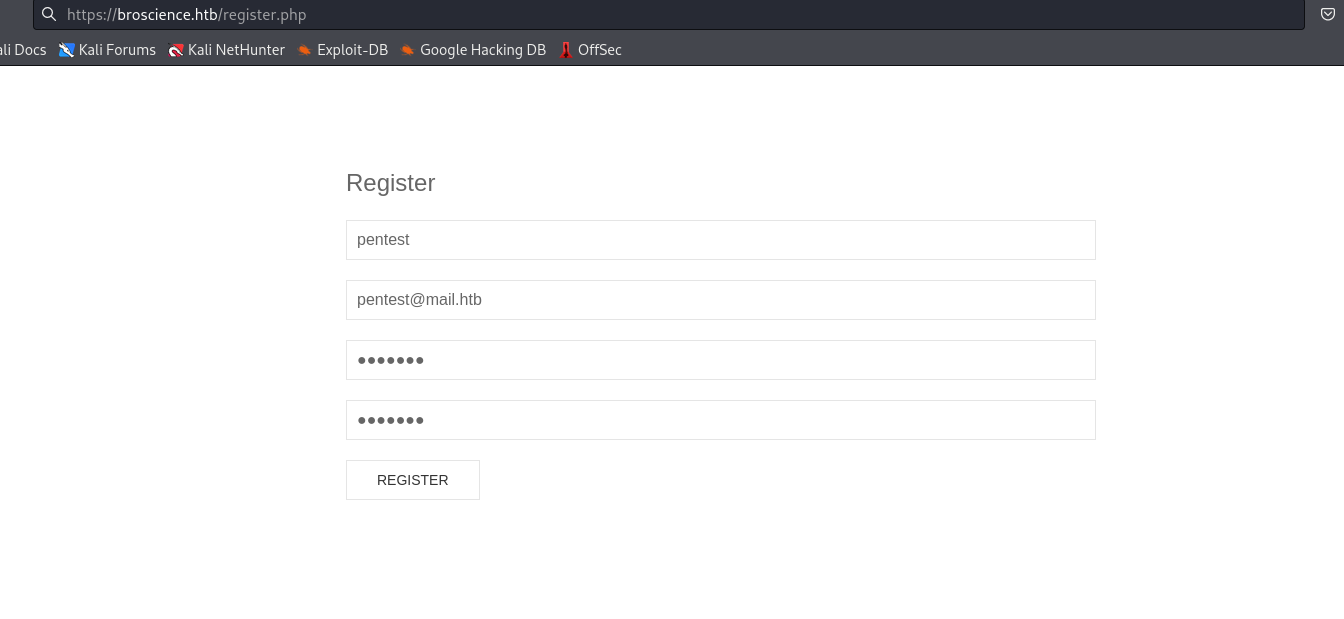 https://broscience.htb/register.php
ali Docs Kali Forums Kali NetHunter Exploit-DB Google Hacking DB OffSec
Register
pentest
pentest@mail.htb
●●●●●●●
●●●●●●●
REGISTER